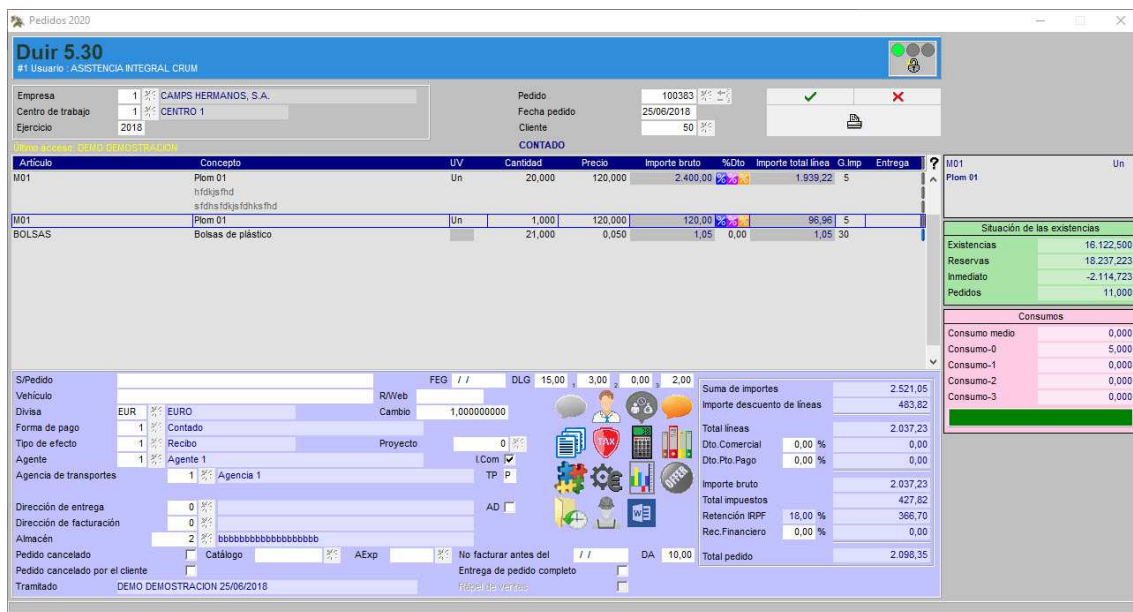 Pedidos 2020
Duir 5.30
#1 Usuario : ASISTENCIA INTEGRAL CRUM
Empresa 1 CAMPS HERMANOS, S.A.
Centro de trabajo 1 CENTRO 1
Ejercicio 2018
Pedido 100383
Fecha pedido 25/06/2018
Cliente 50
CONTADO
Último acceso: DEMO DEMOSTRACION
Artículo Concepto UV Cantidad Precio Importe bruto %Dto Importe total línea G.Imp Entrega ?
M01 Plom 01 Un 20,000 120,000 2.400,00 % % % 1.939,22 5
hfdkjsfhd
sfdhsfdkjsfdhksfhd
M01 Plom 01 Un 1,000 120,000 120,00 % % % 96,96 5
BOLSAS Bolsas de plástico 21,000 0,050 1,05 0,00 1,05 30
M01 Un
Plom 01
Situación de las existencias
Existencias 16.122,500
Reservas 18.237,223
Inmediato -2.114,723
Pedidos 11,000
Consumos
Consumo medio 0,000
Consumo-0 5,000
Consumo-1 0,000
Consumo-2 0,000
Consumo-3 0,000
S/Pedido FEG / / DLG 15,00 1 3,00 2 0,00 3 2,00
Vehículo R/Web
Divisa EUR EURO Cambio 1,000000000
Forma de pago 1 Contado
Tipo de efecto 1 Recibo Proyecto 0
Agente 1 Agente 1 I.Com
Agencia de transportes 1 Agencia 1 TP P
Dirección de entrega 0 AD
Dirección de facturación 0
Almacén 2 bbbbbbbbbbbbbbbbbbb
Pedido cancelado Catálogo AExp No facturar antes del / / DA 10,00
Pedido cancelado por el cliente Entrega de pedido completo
Tramitado DEMO DEMOSTRACION 25/06/2018 Rápel de ventas
TAX
OFFER
W
Suma de importes 2.521,05
Importe descuento de líneas 483,82
Total líneas 2.037,23
Dto.Comercial 0,00 % 0,00
Dto.Pto.Pago 0,00 % 0,00
Importe bruto 2.037,23
Total impuestos 427,82
Retención IRPF 18,00 % 366,70
Rec.Financiero 0,00 % 0,00
Total pedido 2.098,35